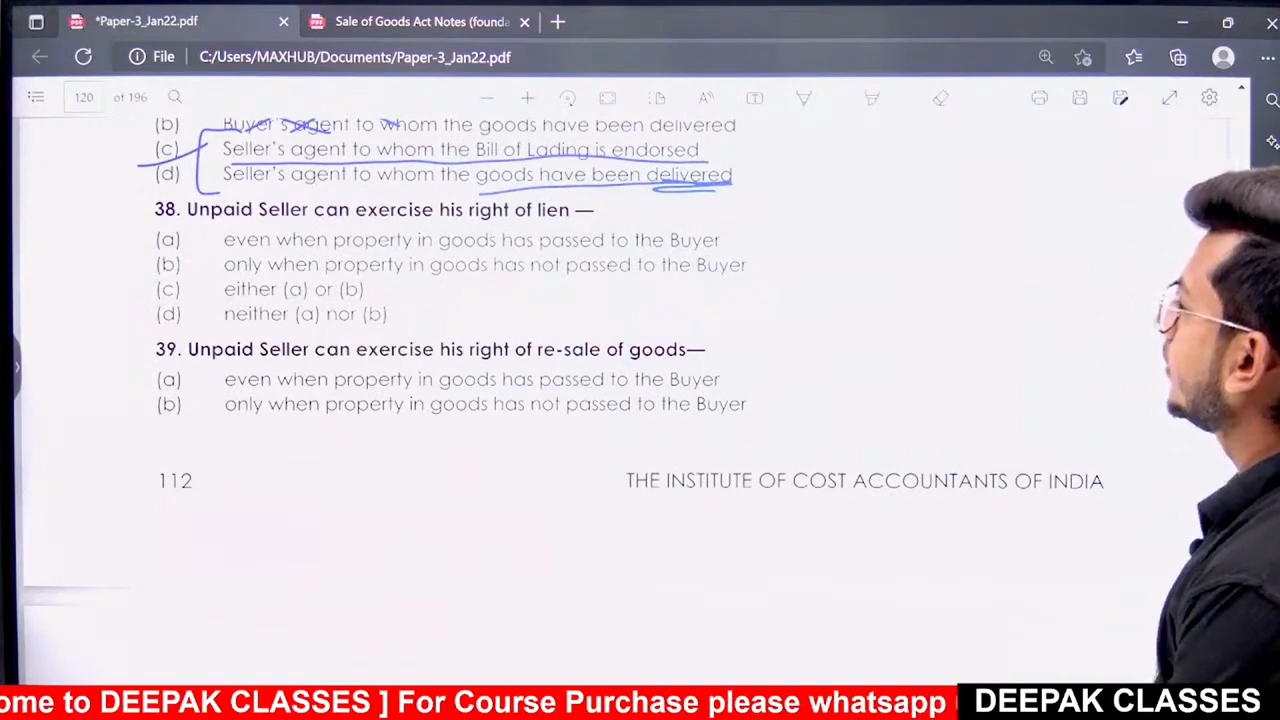 *Paper-3_Jan22.pdf
Sale of Goods Act Notes (founda
File C:/Users/MAXHUB/Documents/Paper-3_Jan22.pdf
120 of 196
(b) Buyer's agent to whom the goods have been delivered
(c) Seller's agent to whom the Bill of Lading is endorsed
(d) Seller's agent to whom the goods have been delivered
38. Unpaid Seller can exercise his right of lien —
(a) even when property in goods has passed to the Buyer
(b) only when property in goods has not passed to the Buyer
(c) either (a) or (b)
(d) neither (a) nor (b)
39. Unpaid Seller can exercise his right of re-sale of goods—
(a) even when property in goods has passed to the Buyer
(b) only when property in goods has not passed to the Buyer
112 THE INSTITUTE OF COST ACCOUNTANTS OF INDIA
ome to DEEPAK CLASSES ] For Course Purchase please whatsapp DEEPAK CLASSES